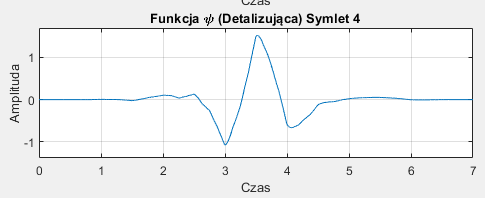 Czas
Funkcja ψ (Detalizująca) Symlet 4
Amplituda
1
0
-1
0 1 2 3 4 5 6 7
Czas